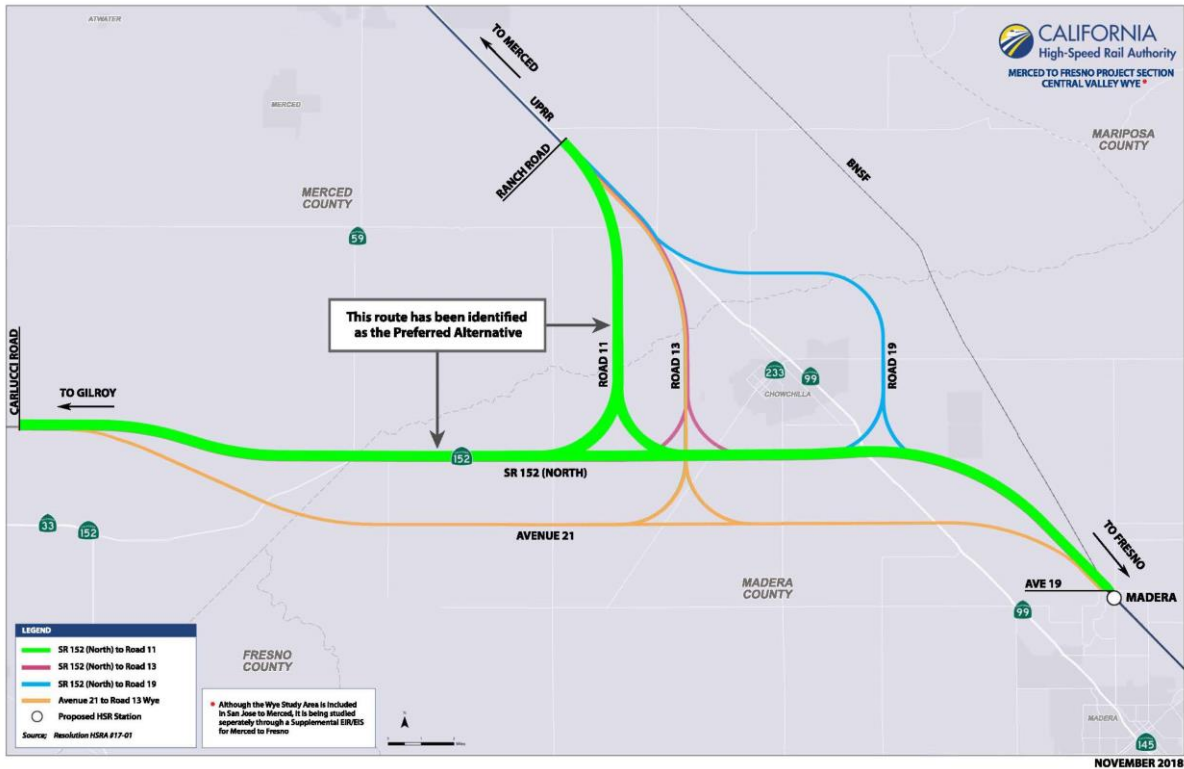 ATWATER
TO MERCED
CALIFORNIA
High-Speed Rail Authority
MERCED TO FRESNO PROJECT SECTION
CENTRAL VALLEY WYE *
MERCED
UPRR
RANCH ROAD
MARIPOSA
COUNTY
BNSF
MERCED
COUNTY
59
This route has been identified
as the Preferred Alternative
CARLUCCI ROAD
TO GILROY
ROAD 11
ROAD 13
ROAD 19
233
99
CHOWCHILLA
152
SR 152 (NORTH)
33
152
AVENUE 21
TO FRESNO
MADERA
COUNTY
AVE 19
MADERA
99
LEGEND
SR 152 (North) to Road 11
SR 152 (North) to Road 13
SR 152 (North) to Road 19
Avenue 21 to Road 13 Wye
Proposed HSR Station
Source; Resolution HSRA #17-01
FRESNO
COUNTY
* Although the Wye Study Area is included
in San Jose to Merced, it is being studied
seperately through a Supplemental EIR/EIS
for Merced to Fresno
MADERA
145
NOVEMBER 2018